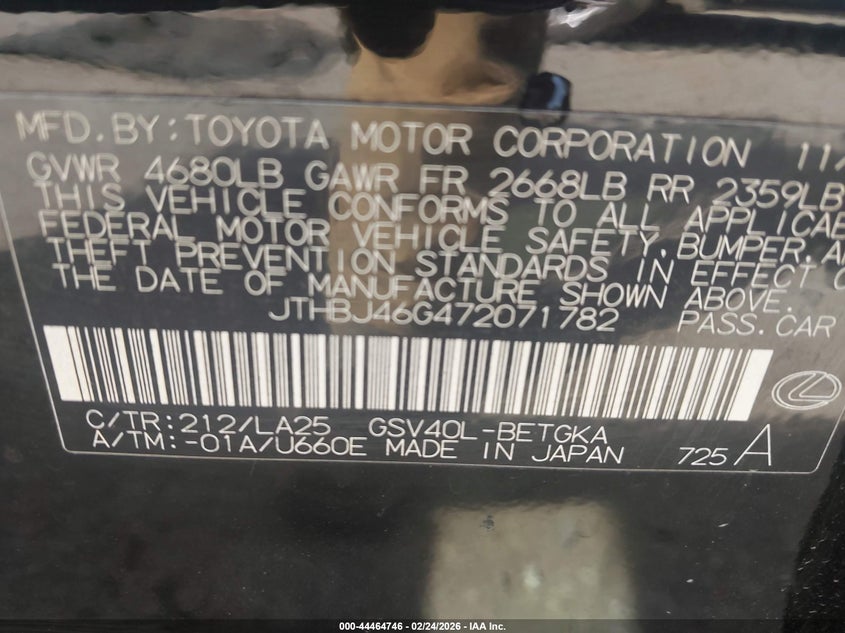 MFD.BY:TOYOTA MOTOR CORPORATION 11/
GVWR 4680LB GAWR FR 2668LB RR 2359LB
THIS VEHICLE CONFORMS TO ALL APPLICAB
FEDERAL MOTOR VEHICLE SAFETY,BUMPER,A
THEFT PREVENTION STANDARDS IN EFFECT O
THE DATE OF MANUFACTURE SHOWN ABOVE.
JTHBJ46G472071782 PASS.CAR
C/TR:212/LA25 GSV40L-BETGKA
A/TM:-01A/U660E MADE IN JAPAN 725 A
000-44464746 - 02/24/2026 - IAA Inc.